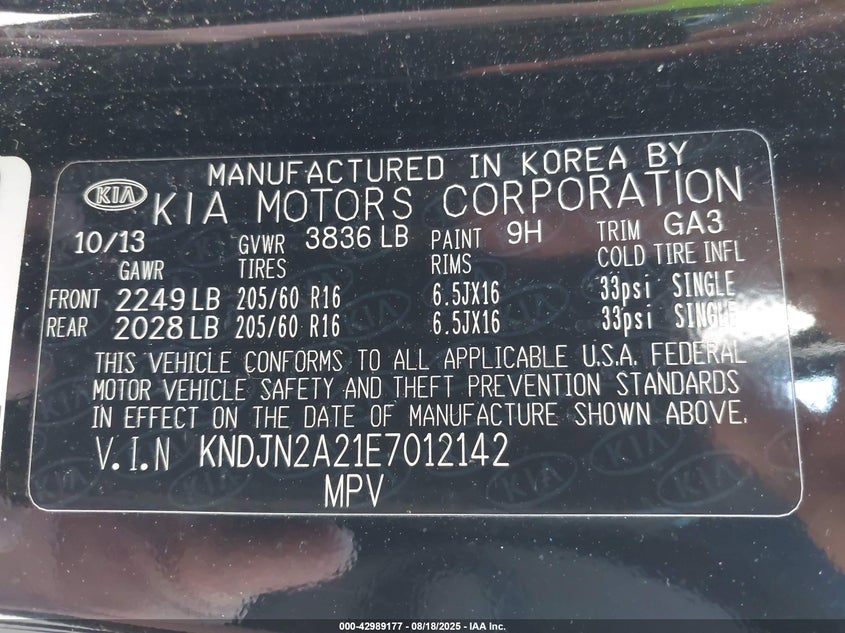 MANUFACTURED IN KOREA BY
KIA KIA MOTORS CORPORATION
10/13 GVWR 3836 LB PAINT 9H TRIM GA3
GAWR TIRES RIMS COLD TIRE INFL
FRONT 2249 LB 205/60 R16 6.5JX16 33psi SINGLE
REAR 2028 LB 205/60 R16 6.5JX16 33psi SINGLE
THIS VEHICLE CONFORMS TO ALL APPLICABLE U.S.A. FEDERAL
MOTOR VEHICLE SAFETY AND THEFT PREVENTION STANDARDS
IN EFFECT ON THE DATE OF MANUFACTURE SHOWN ABOVE.
V.I.N KNDJN2A21E7012142
MPV
000-42989177 - 08/18/2025 - IAA Inc.